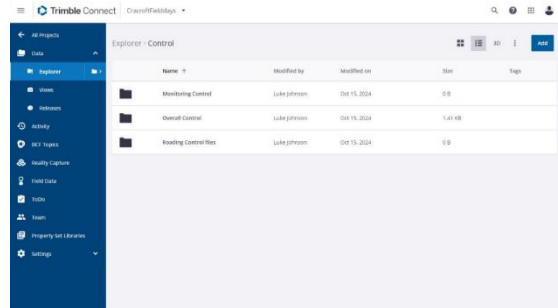 Trimble Connect CracroftFielddays
All Projects
Data
Explorer
Views
Releases
Activity
BCF Topics
Reality Capture
Field Data
ToDo
Team
Property Set Libraries
Settings
Explorer › Control
3D Add
Name ↑ Modified by Modified on Size Tags
Monitoring Control Luke Johnson Oct 15, 2024 0 B
Overall Control Luke Johnson Oct 15, 2024 1.41 KB
Roading Control files Luke Johnson Oct 15, 2024 0 B